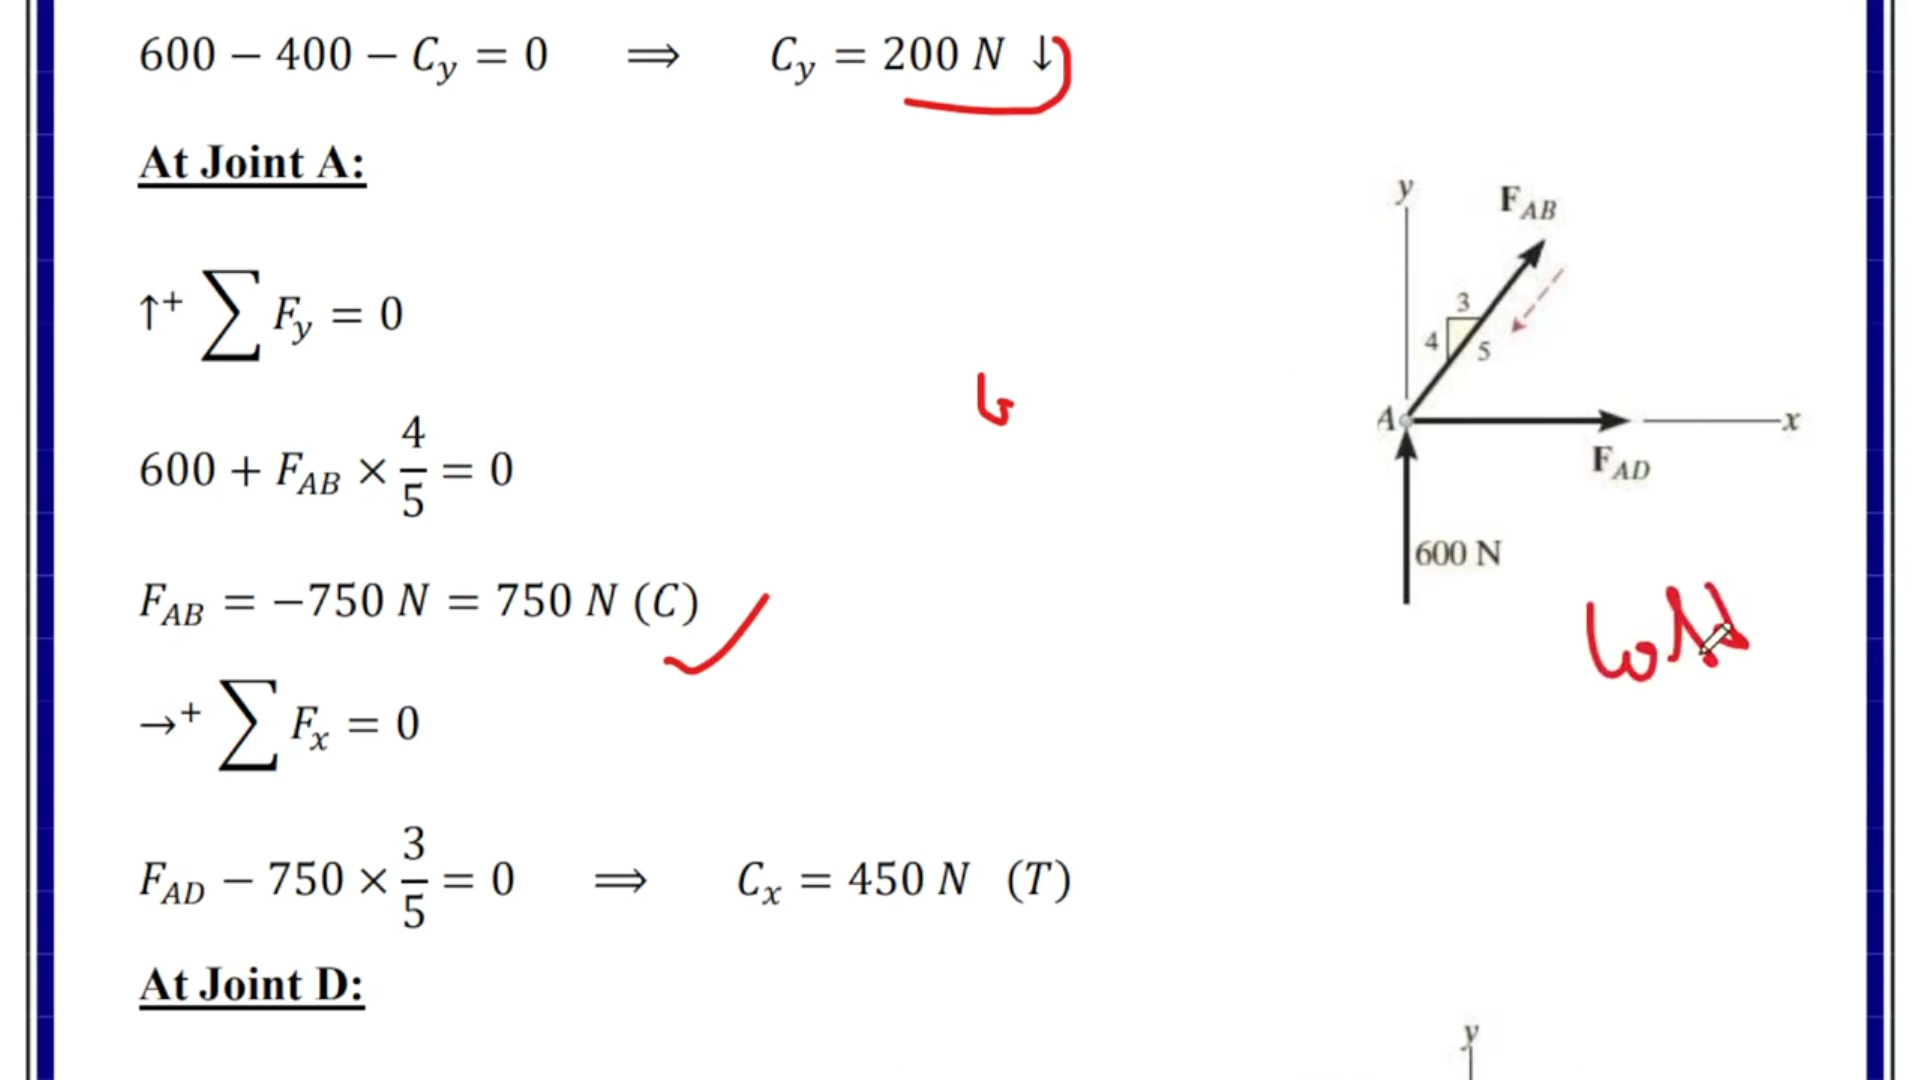 600 − 400 − C_y = 0 ⟹ C_y = 200 N ↓
At Joint A:
↑⁺ ∑ F_y = 0
600 + F_AB × 4/5 = 0
F_AB = −750 N = 750 N (C)
→⁺ ∑ F_x = 0
F_AD − 750 × 3/5 = 0 ⟹ C_x = 450 N (T)
At Joint D:
y
F_AB
3
4
5
A
x
F_AD
600 N
y